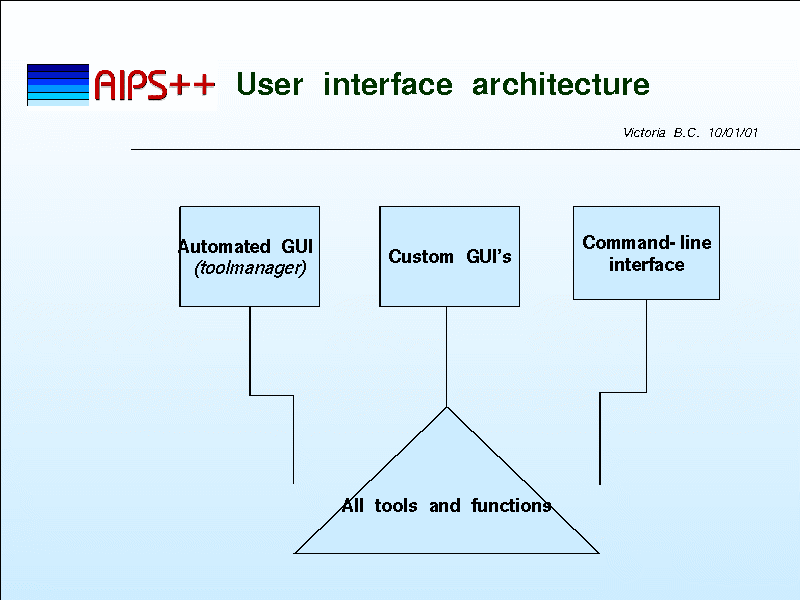 AIPS++ User interface architecture
Victoria B.C. 10/01/01
Automated GUI
(toolmanager)
Custom GUI's
Command-line
interface
All tools and functions